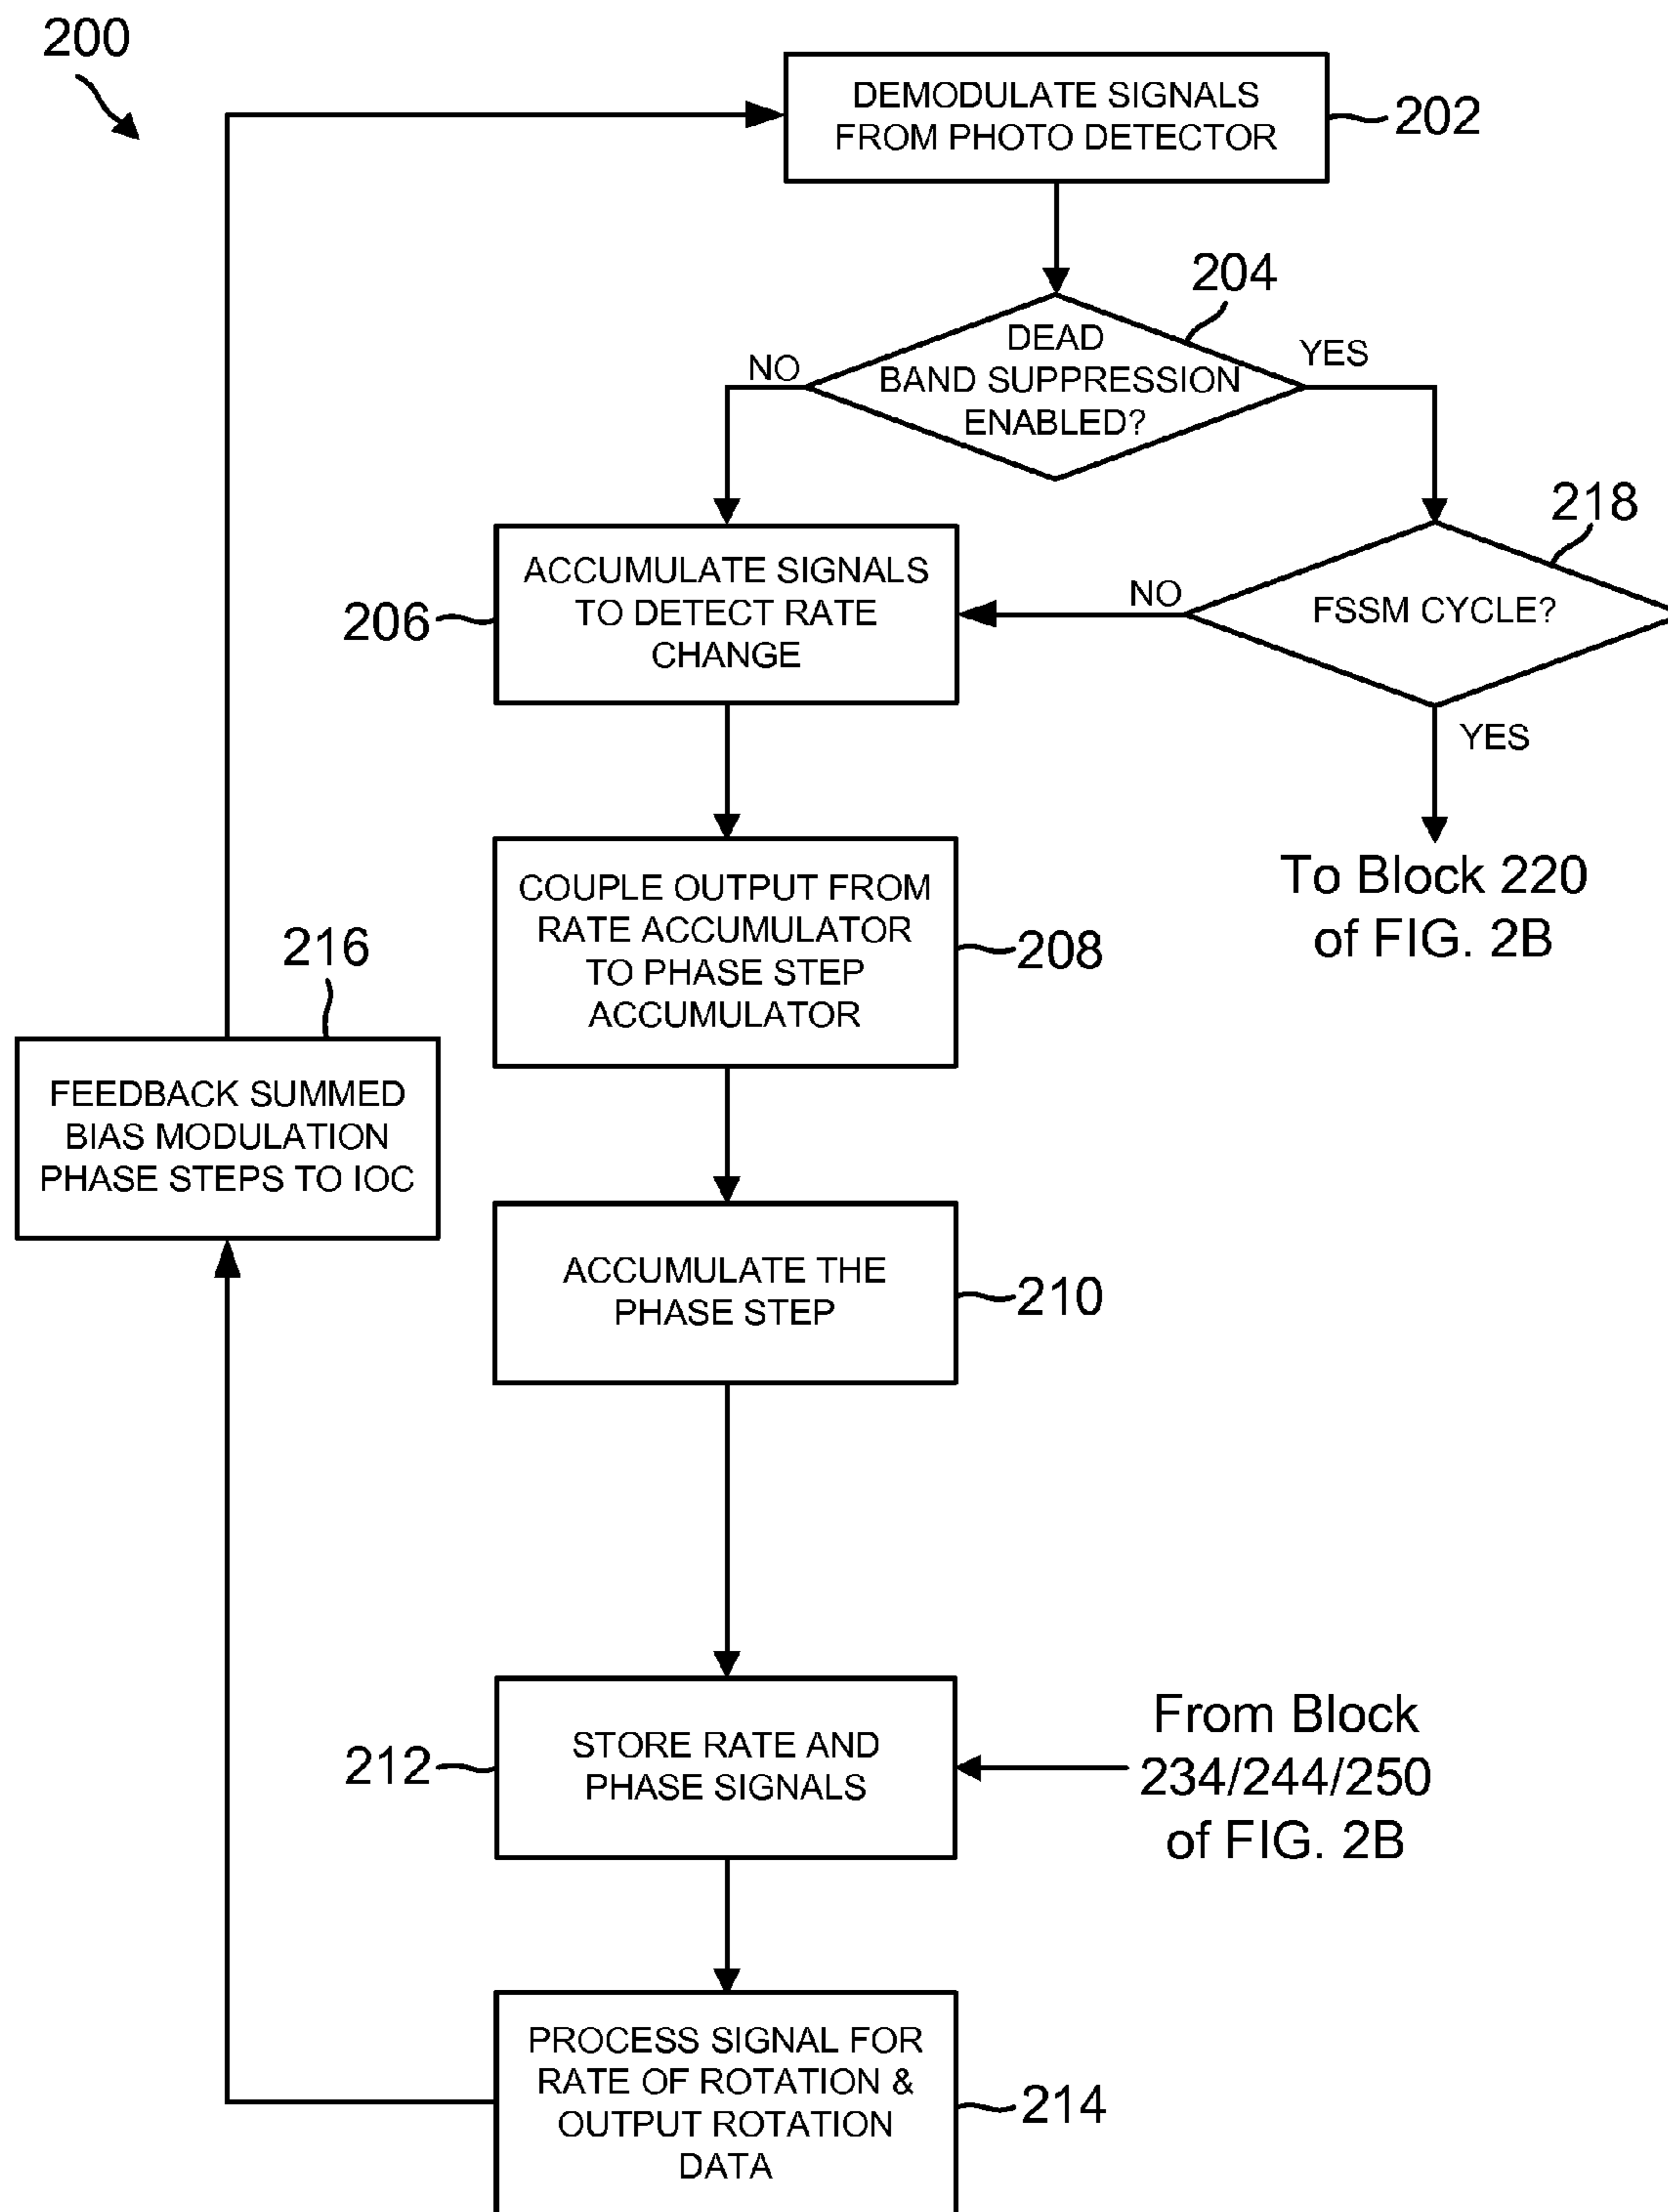 200
DEMODULATE SIGNALS
FROM PHOTO DETECTOR
202
204
DEAD
BAND SUPPRESSION
ENABLED?
NO
YES
218
FSSM CYCLE?
NO
YES
To Block 220
of FIG. 2B
206
ACCUMULATE SIGNALS
TO DETECT RATE
CHANGE
COUPLE OUTPUT FROM
RATE ACCUMULATOR
TO PHASE STEP
ACCUMULATOR
208
216
FEEDBACK SUMMED
BIAS MODULATION
PHASE STEPS TO IOC
ACCUMULATE THE
PHASE STEP
210
212
STORE RATE AND
PHASE SIGNALS
From Block
234/244/250
of FIG. 2B
PROCESS SIGNAL FOR
RATE OF ROTATION &
OUTPUT ROTATION
DATA
214